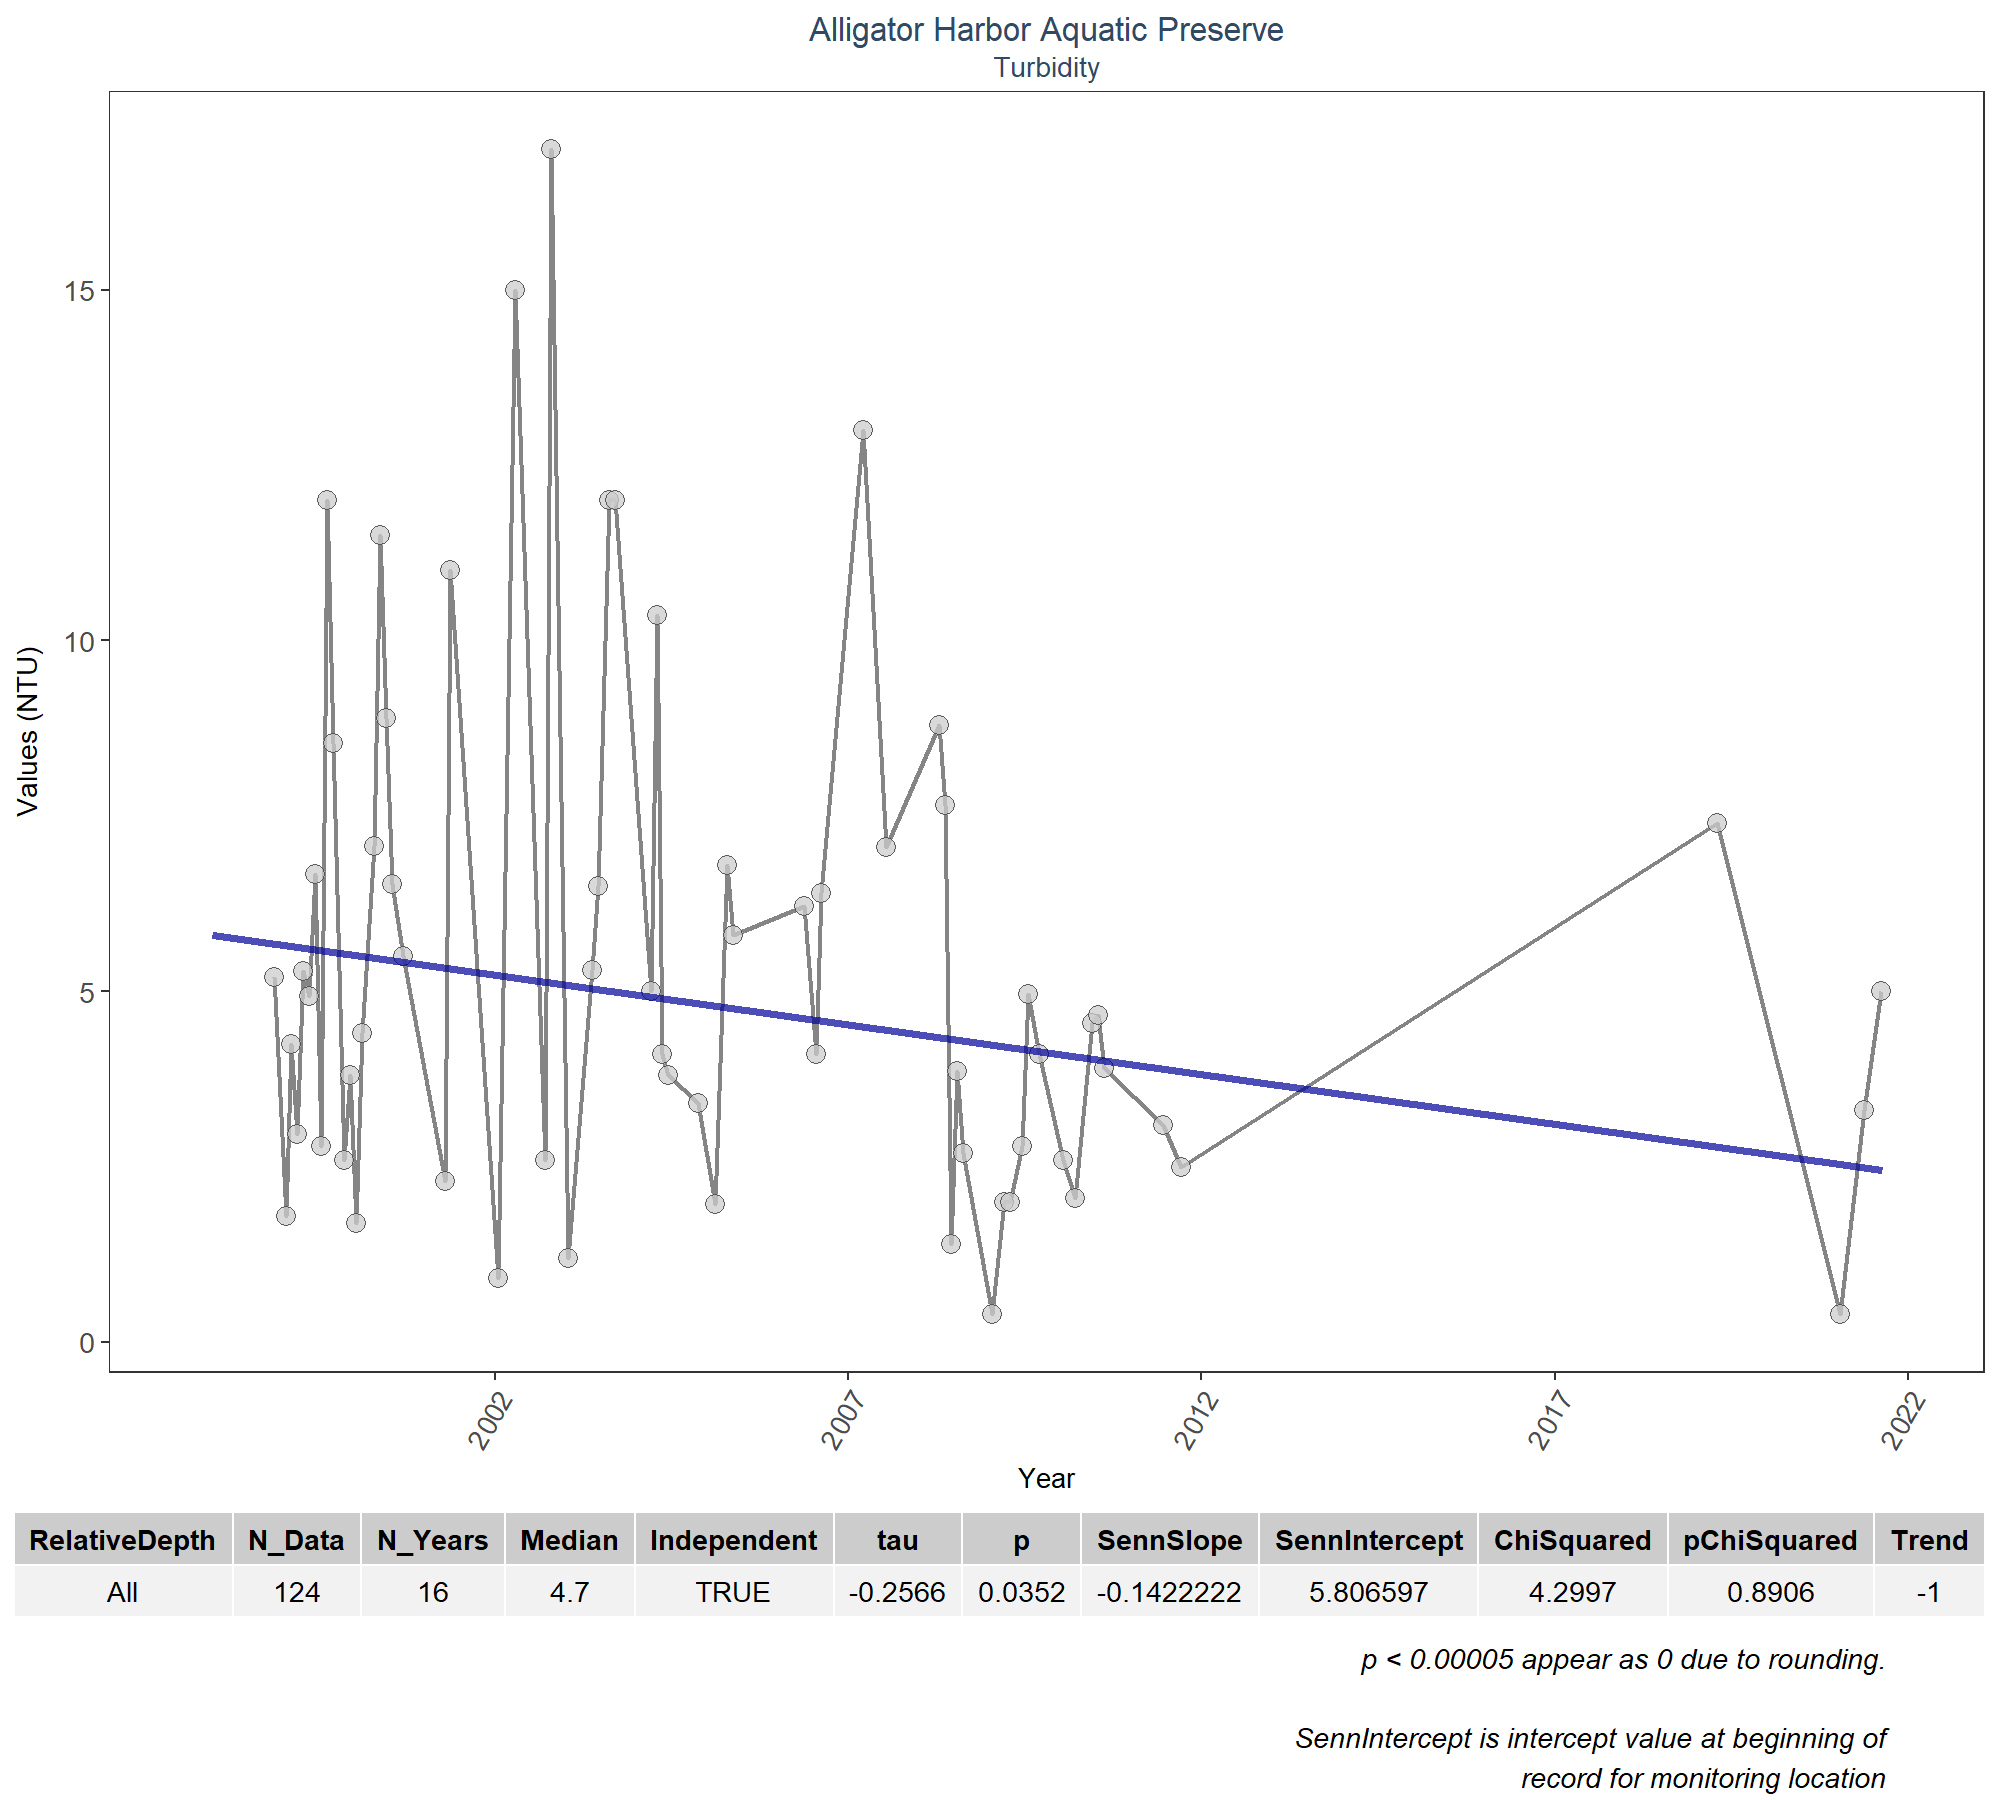 Alligator Harbor Aquatic Preserve
Turbidity
Values (NTU)
15
10
5
0
2002
2007
2012
2017
2022
Year
RelativeDepth N_Data N_Years Median Independent tau p SennSlope SennIntercept ChiSquared pChiSquared Trend
All 124 16 4.7 TRUE -0.2566 0.0352 -0.1422222 5.806597 4.2997 0.8906 -1
p < 0.00005 appear as 0 due to rounding.
SennIntercept is intercept value at beginning of
record for monitoring location